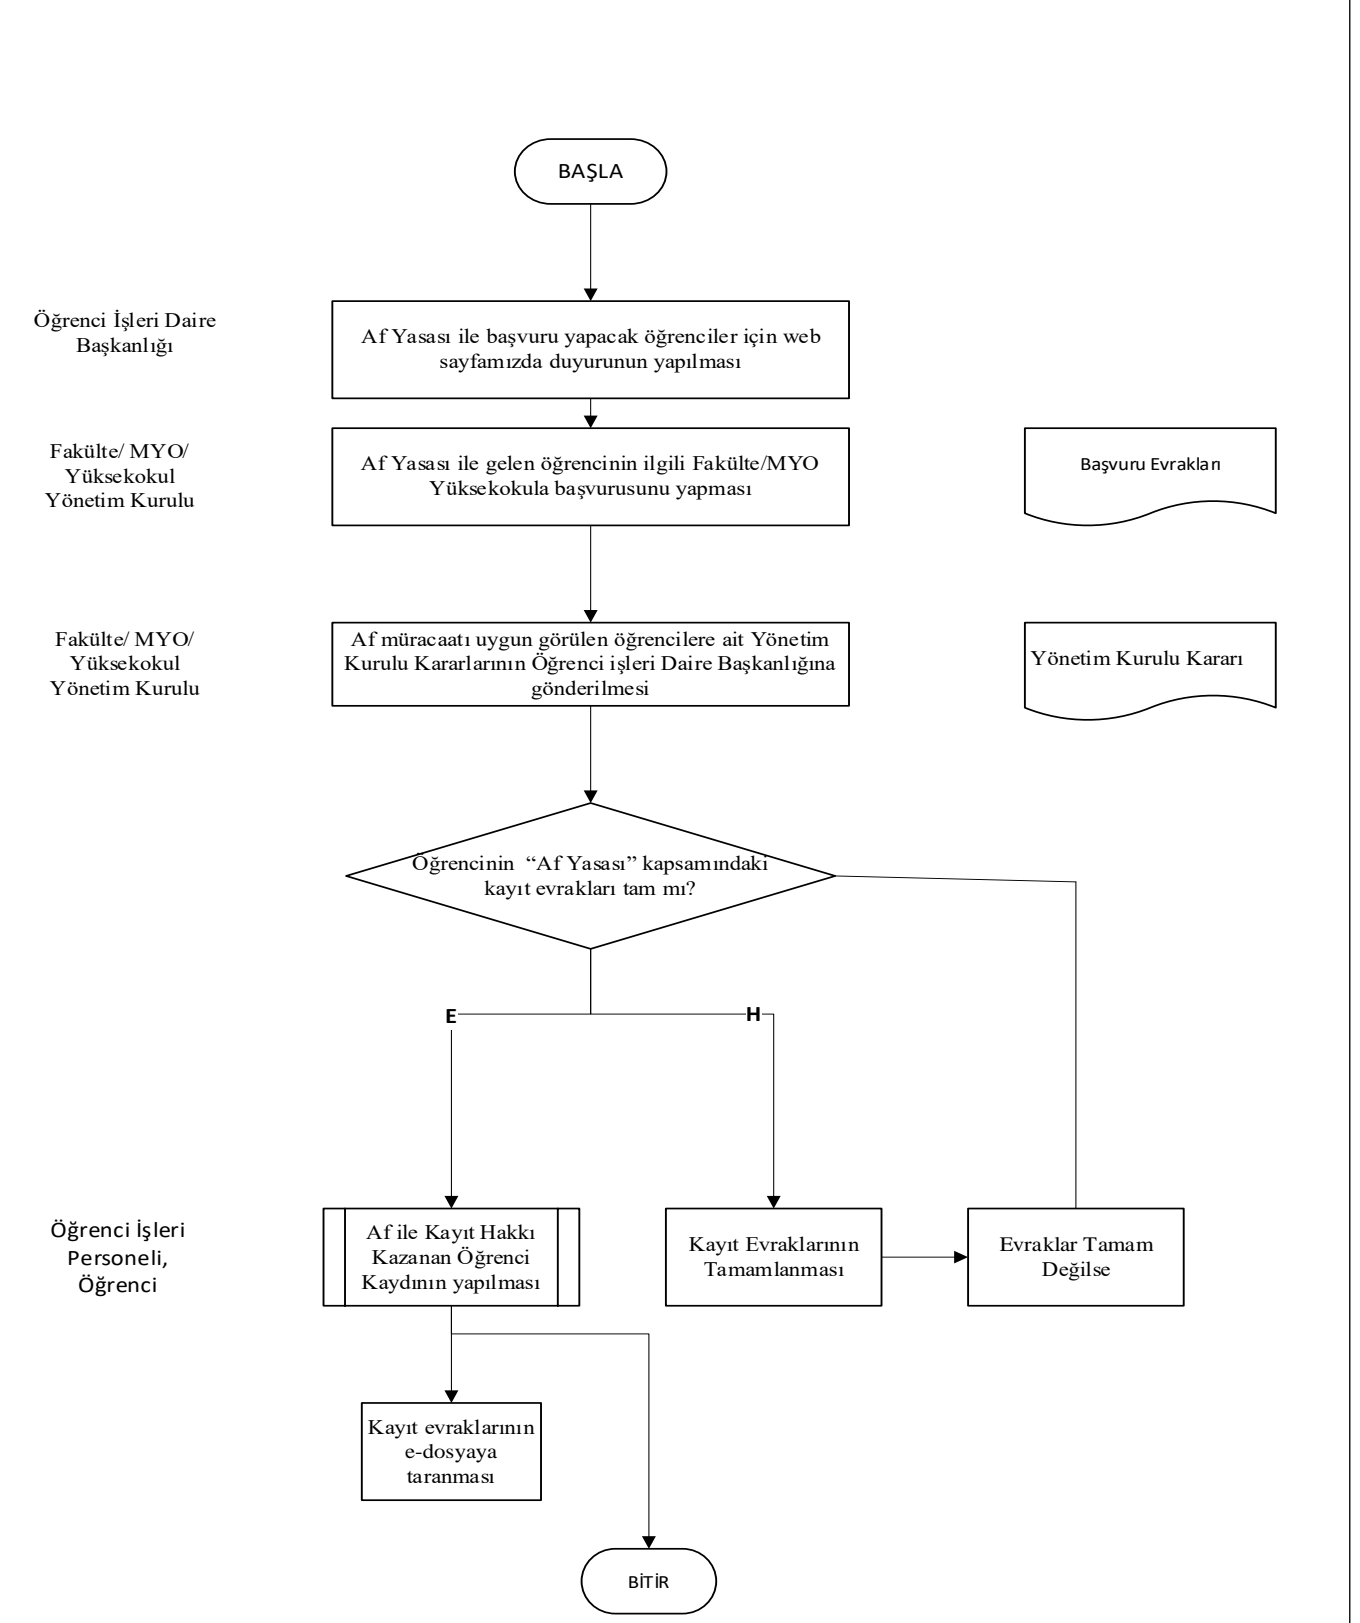 BAŞLA
Öğrenci İşleri Daire
Başkanlığı
Af Yasası ile başvuru yapacak öğrenciler için web
sayfamızda duyurunun yapılması
Fakülte/ MYO/
Yüksekokul
Yönetim Kurulu
Af Yasası ile gelen öğrencinin ilgili Fakülte/MYO
Yüksekokula başvurusunu yapması
Başvuru Evrakları
Fakülte/ MYO/
Yüksekokul
Yönetim Kurulu
Af müracaatı uygun görülen öğrencilere ait Yönetim
Kurulu Kararlarının Öğrenci işleri Daire Başkanlığına
gönderilmesi
Yönetim Kurulu Kararı
Öğrencinin “Af Yasası” kapsamındaki
kayıt evrakları tam mı?
E
H
Öğrenci İşleri
Personeli,
Öğrenci
Af ile Kayıt Hakkı
Kazanan Öğrenci
Kaydının yapılması
Kayıt Evraklarının
Tamamlanması
Evraklar Tamam
Değilse
Kayıt evraklarının
e-dosyaya
taranması
BİTİR